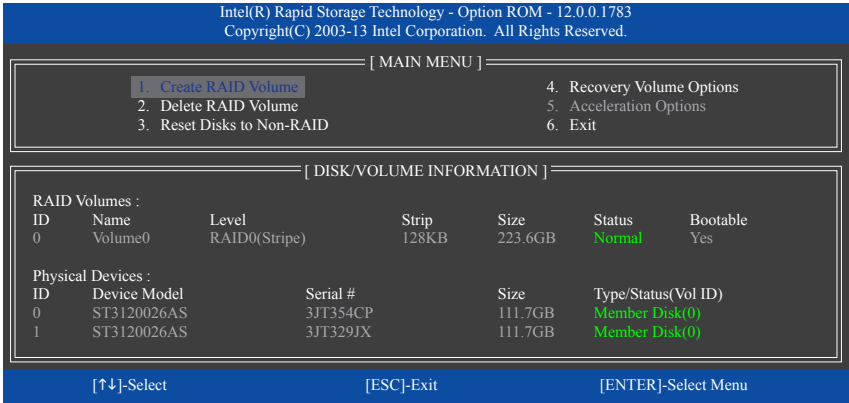 Intel(R) Rapid Storage Technology - Option ROM - 12.0.0.1783
Copyright(C) 2003-13 Intel Corporation. All Rights Reserved.
[ MAIN MENU ]
1. Create RAID Volume 4. Recovery Volume Options
2. Delete RAID Volume 5. Acceleration Options
3. Reset Disks to Non-RAID 6. Exit
[ DISK/VOLUME INFORMATION ]
RAID Volumes :
ID Name Level Strip Size Status Bootable
0 Volume0 RAID0(Stripe) 128KB 223.6GB Normal Yes
Physical Devices :
ID Device Model Serial # Size Type/Status(Vol ID)
0 ST3120026AS 3JT354CP 111.7GB Member Disk(0)
1 ST3120026AS 3JT329JX 111.7GB Member Disk(0)
[↑↓]-Select [ESC]-Exit [ENTER]-Select Menu